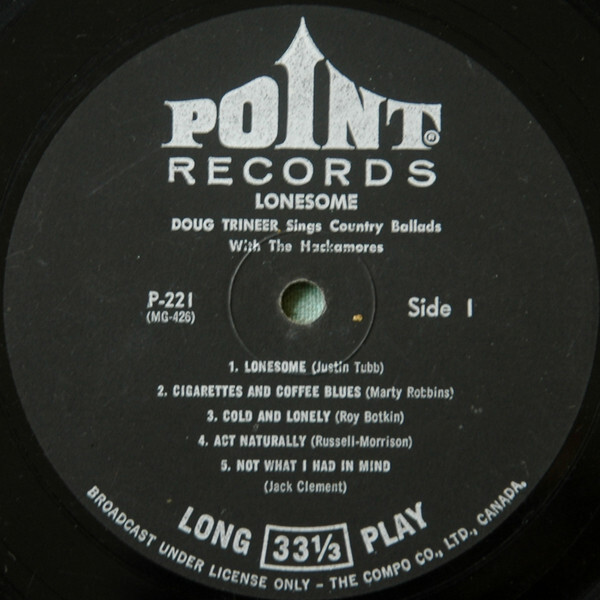 POINT ®
RECORDS
LONESOME
DOUG TRINEER Sings Country Ballads
With The Hackamores
P-221
(MG-426)
Side 1
1. LONESOME (Justin Tubb)
2. CIGARETTES AND COFFEE BLUES (Marty Robbins)
3. COLD AND LONELY (Roy Botkin)
4. ACT NATURALLY (Russell-Morrison)
5. NOT WHAT I HAD IN MIND
(Jack Clement)
LONG 33⅓ PLAY
BROADCAST UNDER LICENSE ONLY - THE COMPO CO., LTD., CANADA.